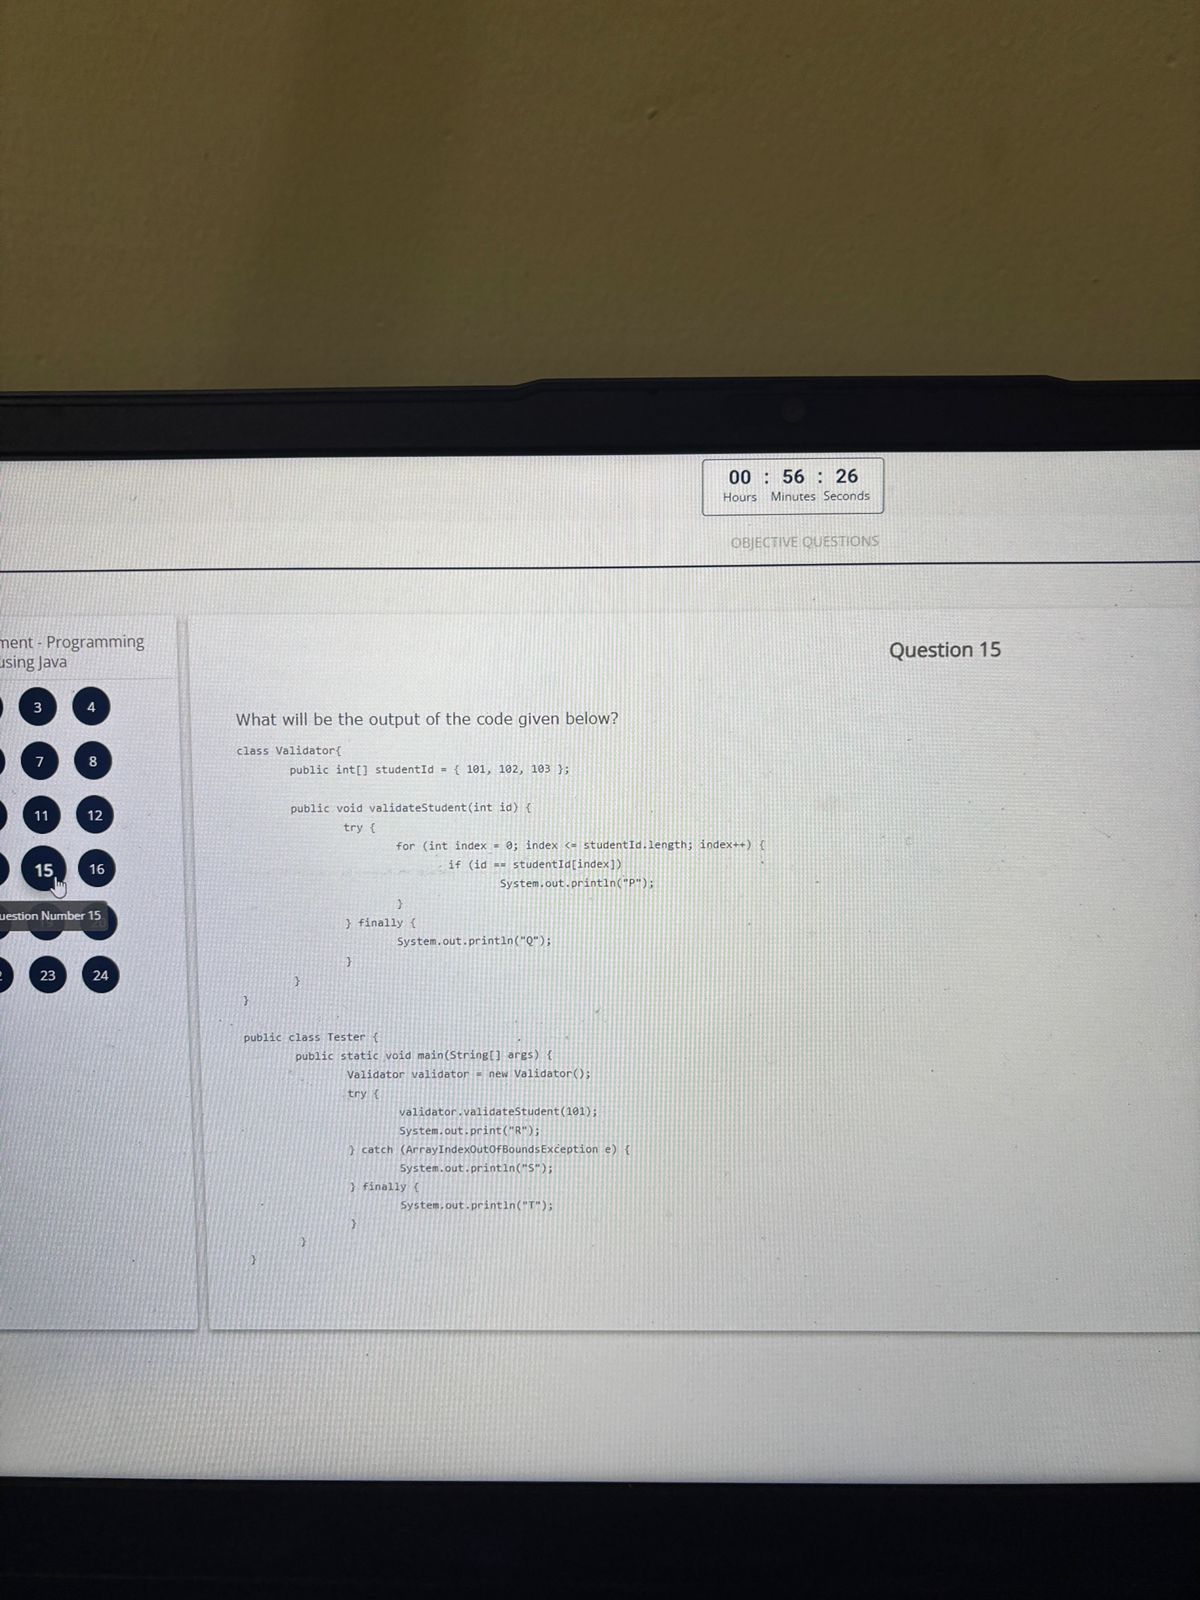 00 : 56 : 26
Hours Minutes Seconds
OBJECTIVE QUESTIONS
ment - Programming
using Java
3 4
7 8
11 12
15 16
uestion Number 15
23 24
Question 15
What will be the output of the code given below?
class Validator{
public int[] studentId = { 101, 102, 103 };
public void validateStudent(int id) {
try {
for (int index = 0; index <= studentId.length; index++) {
if (id == studentId[index])
System.out.println("P");
}
} finally {
System.out.println("Q");
}
}
}
public class Tester {
public static void main(String[] args) {
Validator validator = new Validator();
try {
validator.validateStudent(101);
System.out.print("R");
} catch (ArrayIndexOutOfBoundsException e) {
System.out.println("S");
} finally {
System.out.println("T");
}
}
}